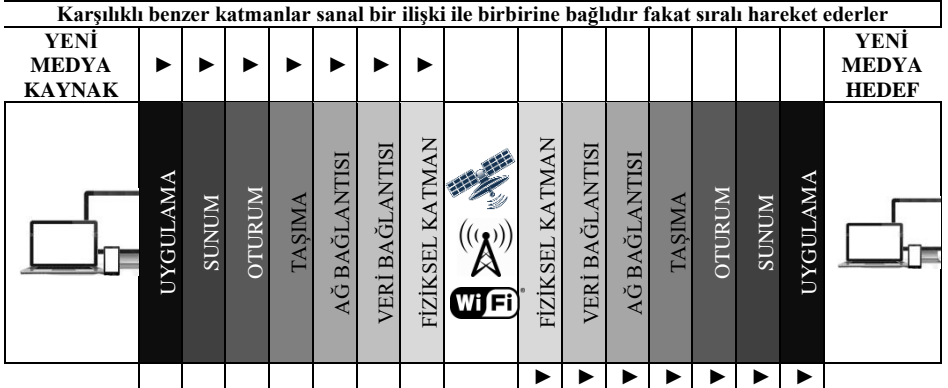 Karşılıklı benzer katmanlar sanal bir ilişki ile birbirine bağlıdır fakat sıralı hareket ederler
YENİ
MEDYA
KAYNAK
► ► ► ► ► ► ►
YENİ
MEDYA
HEDEF
UYGULAMA
SUNUM
OTURUM
TAŞIMA
AĞ BAĞLANTISI
VERİ BAĞLANTISI
FİZİKSEL KATMAN
Wi Fi®
FİZİKSEL KATMAN
VERİ BAĞLANTISI
AĞ BAĞLANTISI
TAŞIMA
OTURUM
SUNUM
UYGULAMA
► ► ► ► ► ► ►